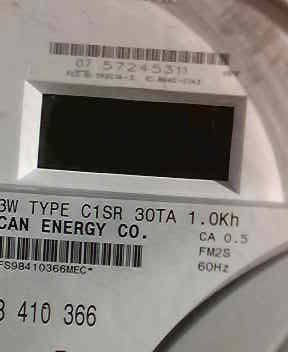 07 57245311
3W TYPE C1SR 30TA 1.0Kh
CAN ENERGY CO.
CA 0.5
FM2S
60Hz
FS98410366MEC*
3 410 366